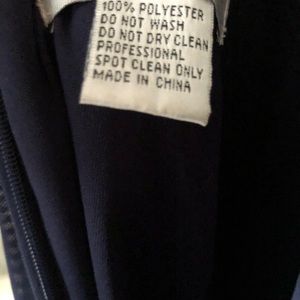 100% POLYESTER
DO NOT WASH
DO NOT DRY CLEAN
PROFESSIONAL
SPOT CLEAN ONLY
MADE IN CHINA